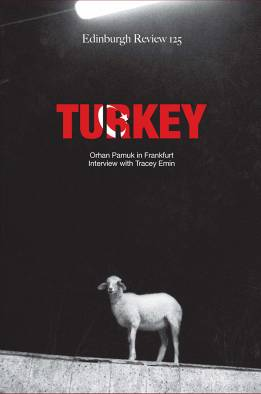 Edinburgh Review 125
TURKEY
Orhan Pamuk in Frankfurt
Interview with Tracey Emin